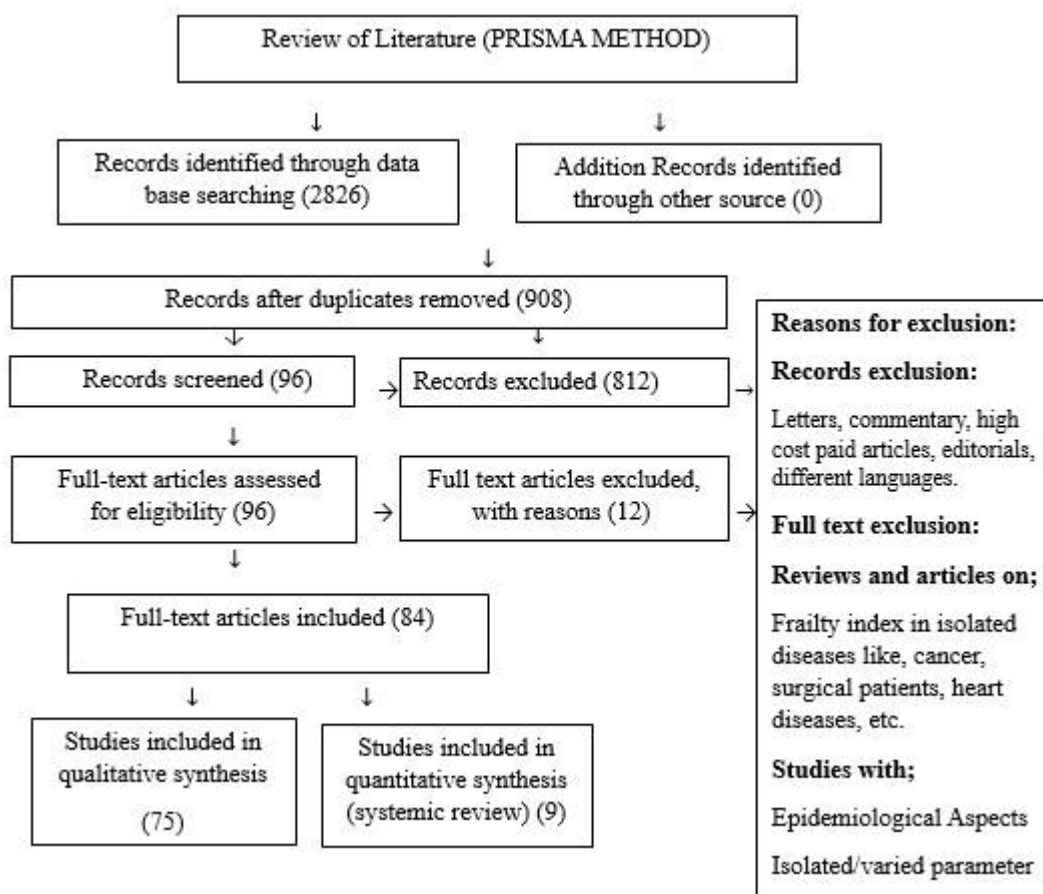 Review of Literature (PRISMA METHOD)
Records identified through data
base searching (2826)
Addition Records identified
through other source (0)
Records after duplicates removed (908)
Records screened (96)
Records excluded (812)
Full-text articles assessed
for eligibility (96)
Full text articles excluded,
with reasons (12)
Full-text articles included (84)
Studies included in
qualitative synthesis
(75)
Studies included in
quantitative synthesis
(systemic review) (9)
Reasons for exclusion:
Records exclusion:
Letters, commentary, high
cost paid articles, editorials,
different languages.
Full text exclusion:
Reviews and articles on;
Frailty index in isolated
diseases like, cancer,
surgical patients, heart
diseases, etc.
Studies with;
Epidemiological Aspects
Isolated/varied parameter